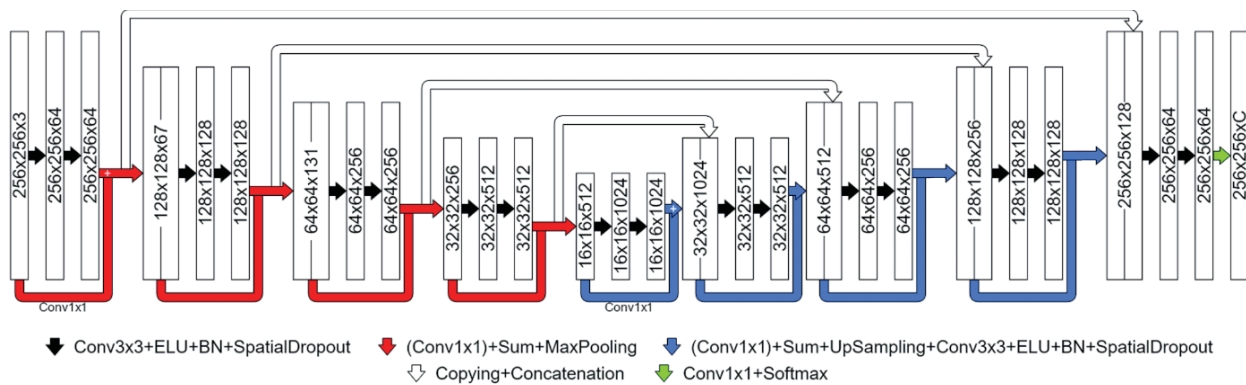 256x256x3
256x256x64
256x256x64
+
Conv1x1
128x128x67
128x128x128
128x128x128
64x64x131
64x64x256
64x64x256
32x32x256
32x32x512
32x32x512
16x16x512
16x16x1024
16x16x1024
+
Conv1x1
32x32x1024
32x32x512
32x32x512
64x64x512
64x64x256
64x64x256
128x128x256
128x128x128
128x128x128
256x256x128
256x256x64
256x256x64
256x256xC
Conv3x3+ELU+BN+SpatialDropout
(Conv1x1)+Sum+MaxPooling
(Conv1x1)+Sum+UpSampling+Conv3x3+ELU+BN+SpatialDropout
Copying+Concatenation
Conv1x1+Softmax